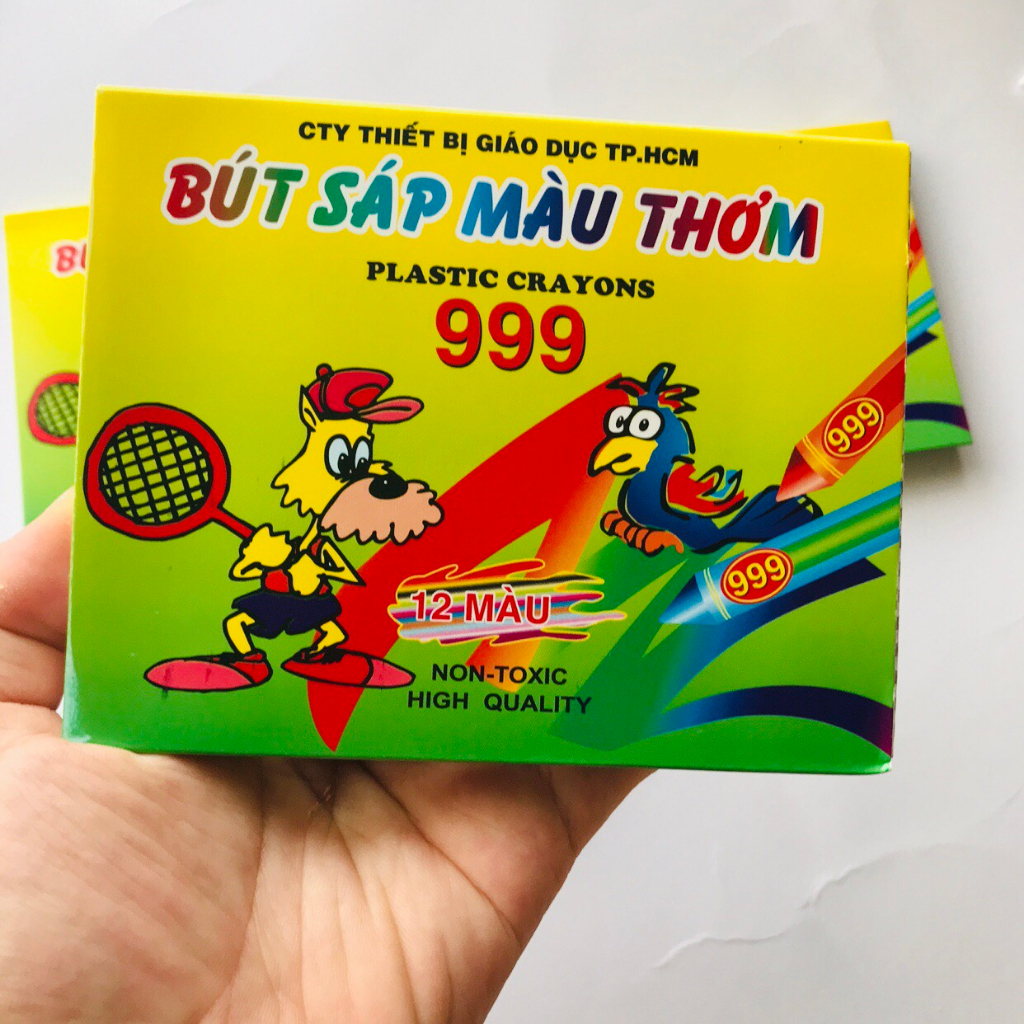 CTY THIẾT BỊ GIÁO DỤC TP.HCM
BÚT SÁP MÀU THƠM
PLASTIC CRAYONS
999
999
999
12 MÀU
NON-TOXIC
HIGH QUALITY